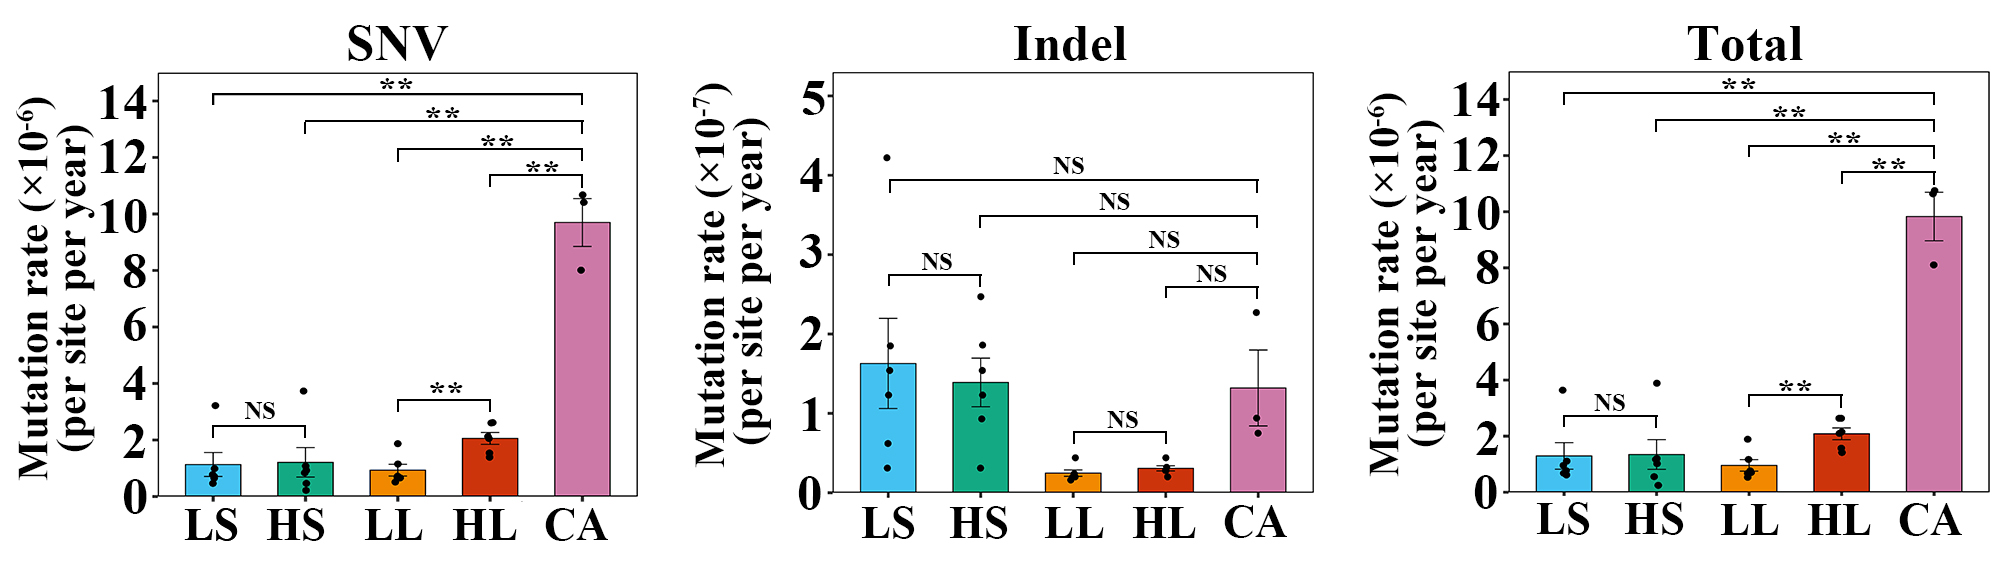 SNV
Mutation rate (×10-6)
(per site per year)
14
12
10
8
6
4
2
0
**
**
**
**
**
NS
LS HS LL HL CA
Indel
Mutation rate (×10-7)
(per site per year)
5
4
3
2
1
0
NS
NS
NS
NS
NS
NS
LS HS LL HL CA
Total
Mutation rate (×10-6)
(per site per year)
14
12
10
8
6
4
2
0
**
**
**
**
**
NS
LS HS LL HL CA